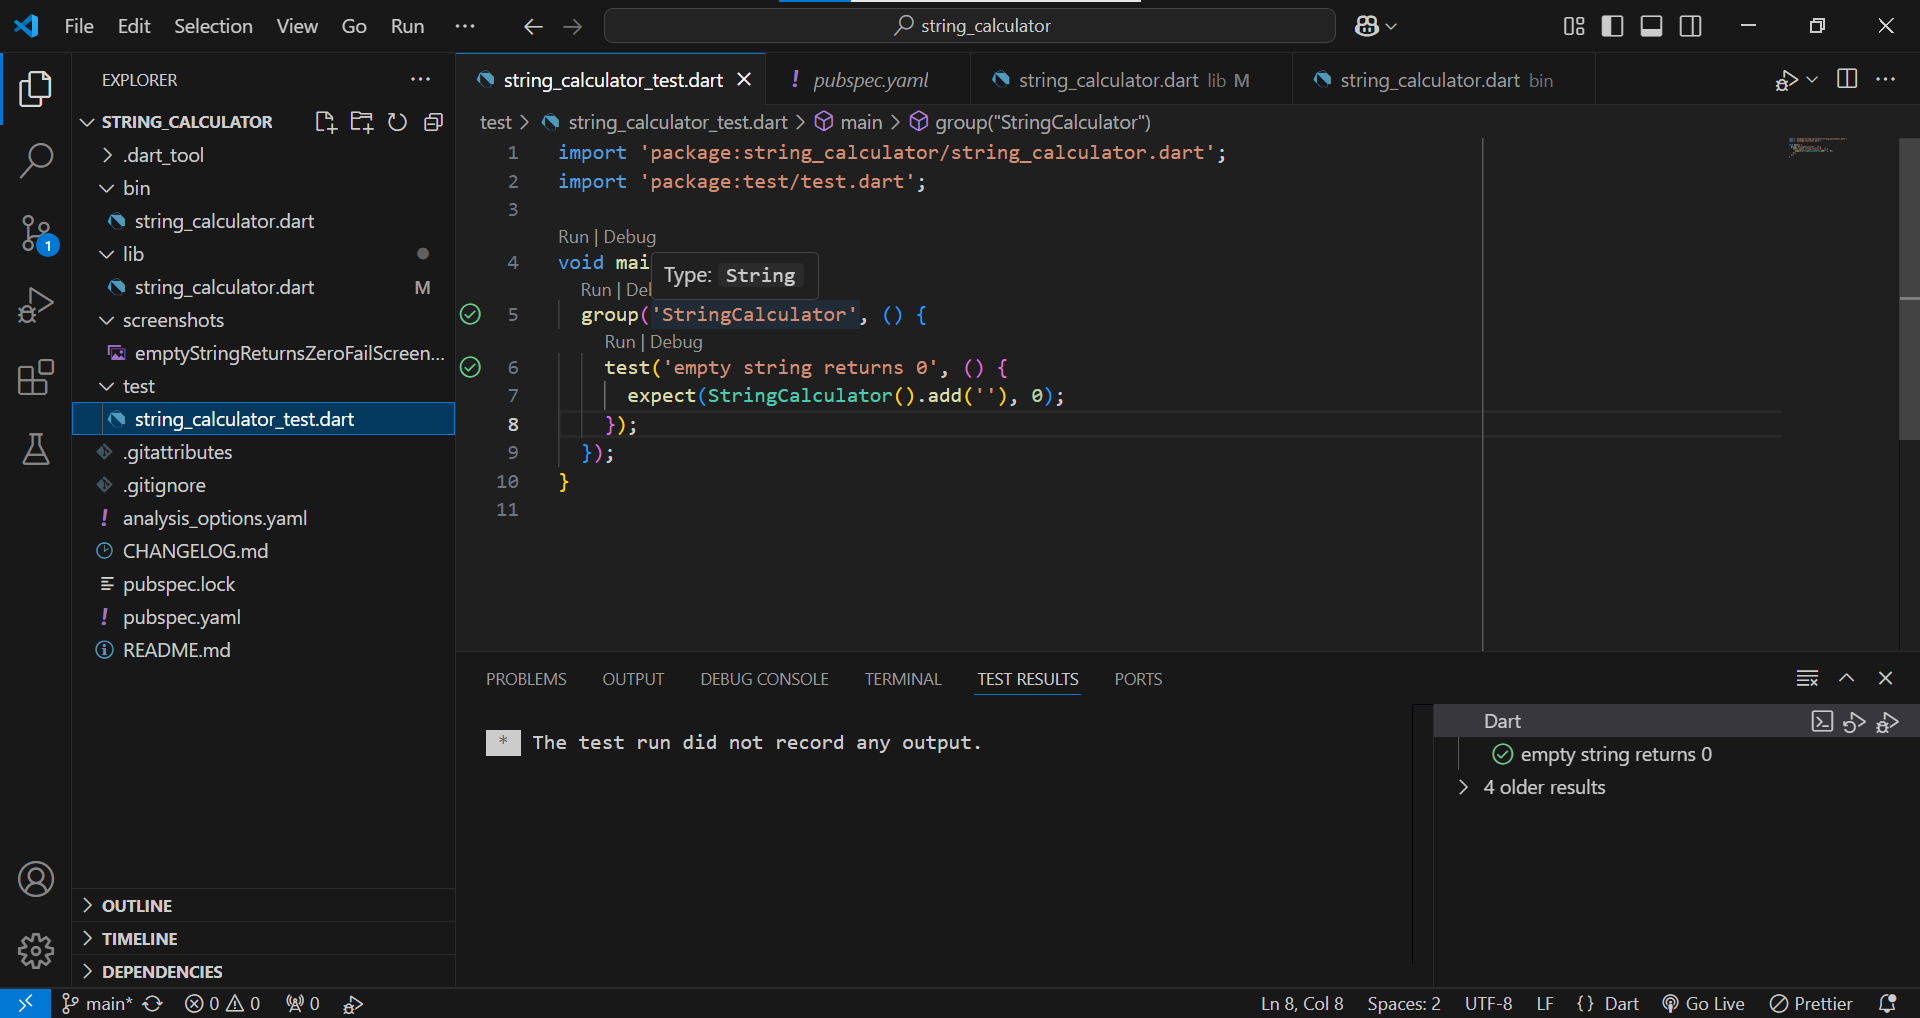 File Edit Selection View Go Run ···
string_calculator
EXPLORER
STRING_CALCULATOR
.dart_tool
bin
string_calculator.dart
lib
string_calculator.dart M
screenshots
emptyStringReturnsZeroFailScreen...
test
string_calculator_test.dart
.gitattributes
.gitignore
analysis_options.yaml
CHANGELOG.md
pubspec.lock
pubspec.yaml
README.md
OUTLINE
TIMELINE
DEPENDENCIES
string_calculator_test.dart
pubspec.yaml
string_calculator.dart lib M
string_calculator.dart bin
test > string_calculator_test.dart > main > group("StringCalculator")
1 import 'package:string_calculator/string_calculator.dart';
2 import 'package:test/test.dart';
3
Run | Debug
4 void mai
Type: String
Run | De
5 group('StringCalculator', () {
Run | Debug
6 test('empty string returns 0', () {
7 expect(StringCalculator().add(''), 0);
8 });
9 });
10 }
11
PROBLEMS OUTPUT DEBUG CONSOLE TERMINAL TEST RESULTS PORTS
* The test run did not record any output.
Dart
empty string returns 0
4 older results
1
main* 0 0 0
Ln 8, Col 8 Spaces: 2 UTF-8 LF {} Dart Go Live Prettier